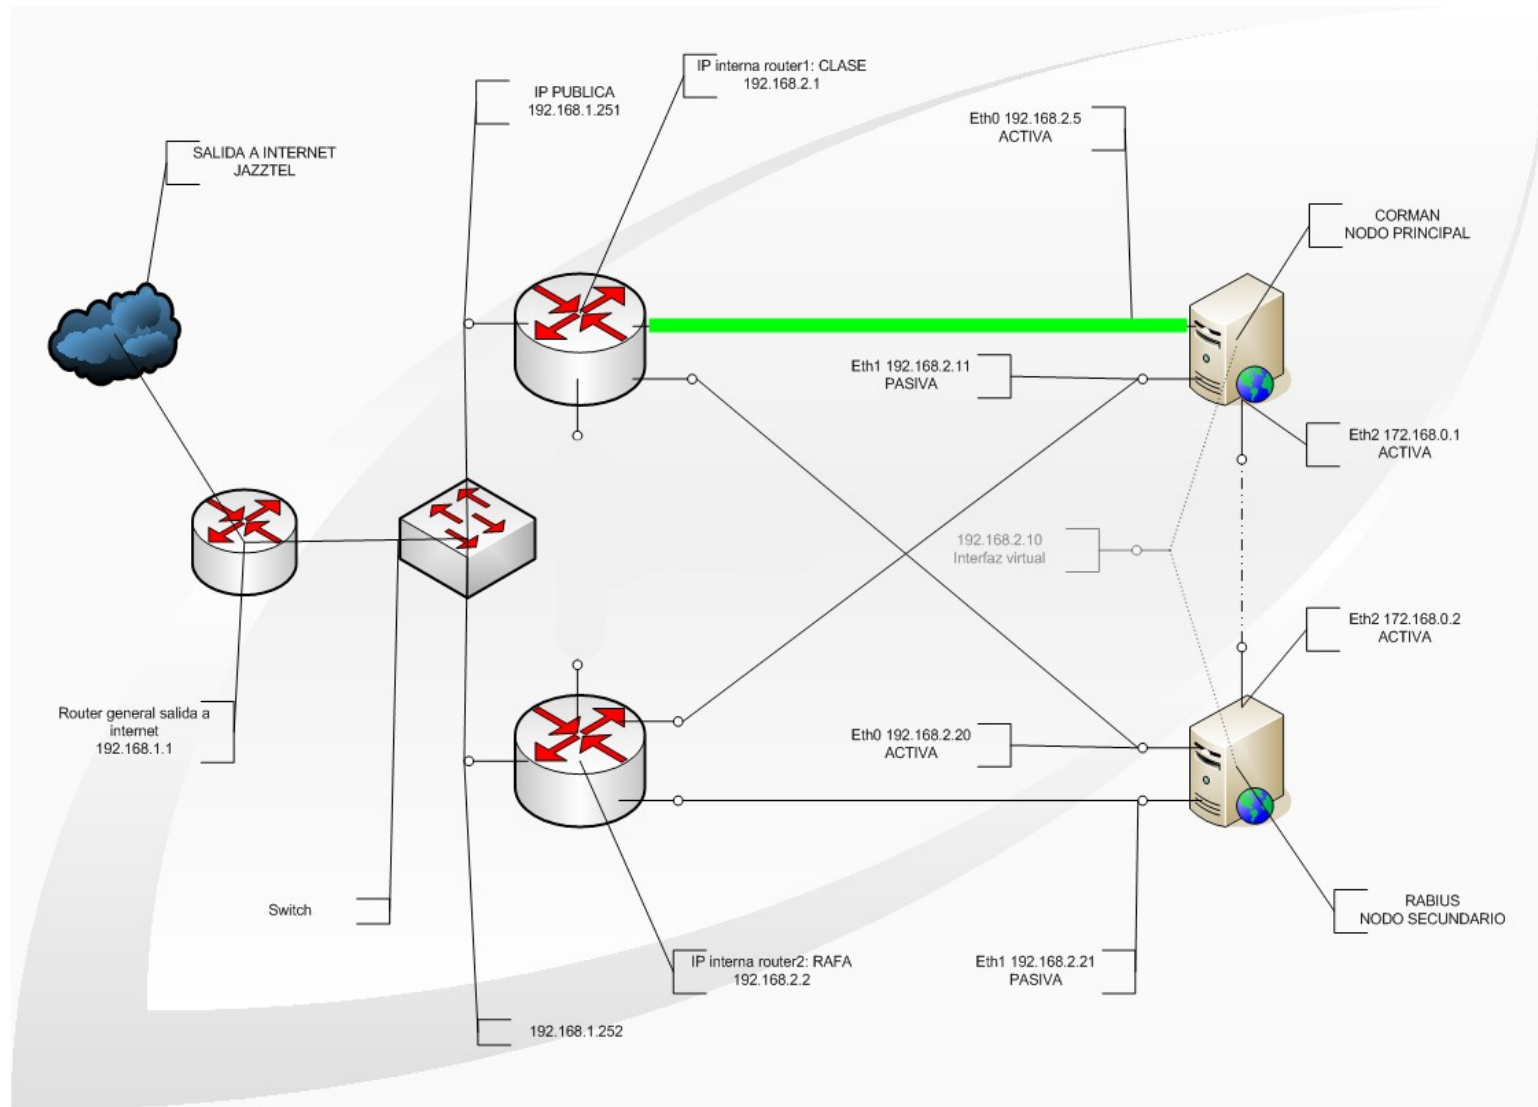 IP interna router1: CLASE
192.168.2.1
IP PUBLICA
192.168.1.251
Eth0 192.168.2.5
ACTIVA
SALIDA A INTERNET
JAZZTEL
CORMAN
NODO PRINCIPAL
Eth1 192.168.2.11
PASIVA
Eth2 172.168.0.1
ACTIVA
192.168.2.10
Interfaz virtual
Eth2 172.168.0.2
ACTIVA
Router general salida a
internet
192.168.1.1
Eth0 192.168.2.20
ACTIVA
Switch
RABIUS
NODO SECUNDARIO
IP interna router2: RAFA
192.168.2.2
Eth1 192.168.2.21
PASIVA
192.168.1.252